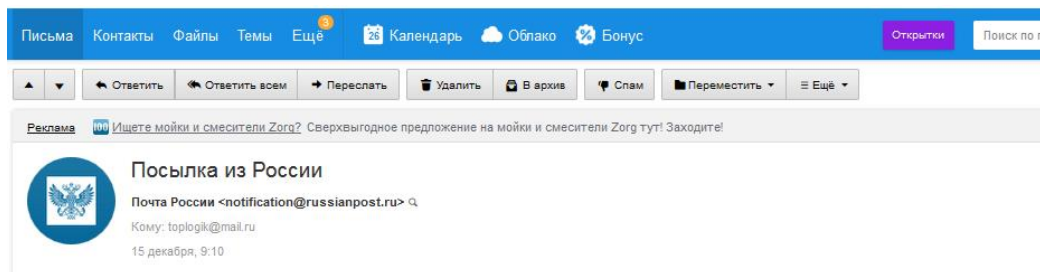 Письма Контакты Файлы Темы Ещё 3 26 Календарь Облако % Бонус Открытки Поиск по
Ответить Ответить всем Переслать Удалить В архив Спам Переместить Ещё
Реклама 100 Ищете мойки и смесители Zorg? Сверхвыгодное предложение на мойки и смесители Zorg тут! Заходите!
Посылка из России
Почта России <notification@russianpost.ru>
Кому: toplogik@mail.ru
15 декабря, 9:10